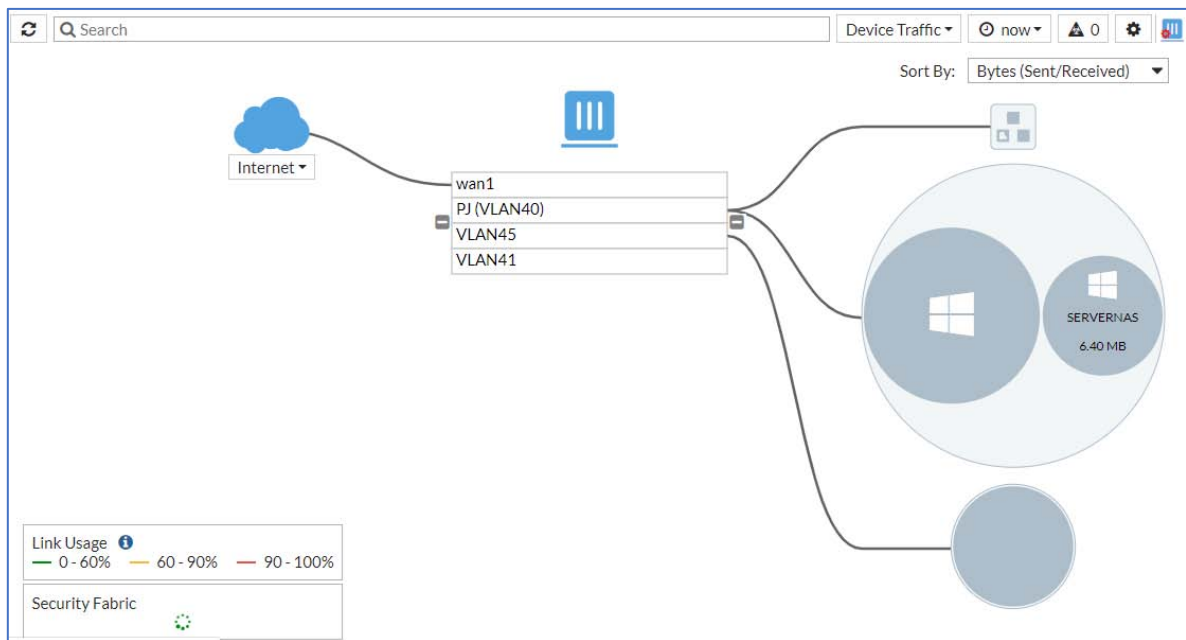 Search
Device Traffic
now
0
Sort By: Bytes (Sent/Received)
Internet
wan1
PJ (VLAN40)
VLAN45
VLAN41
SERVERNAS
6.40 MB
Link Usage
0 - 60% 60 - 90% 90 - 100%
Security Fabric